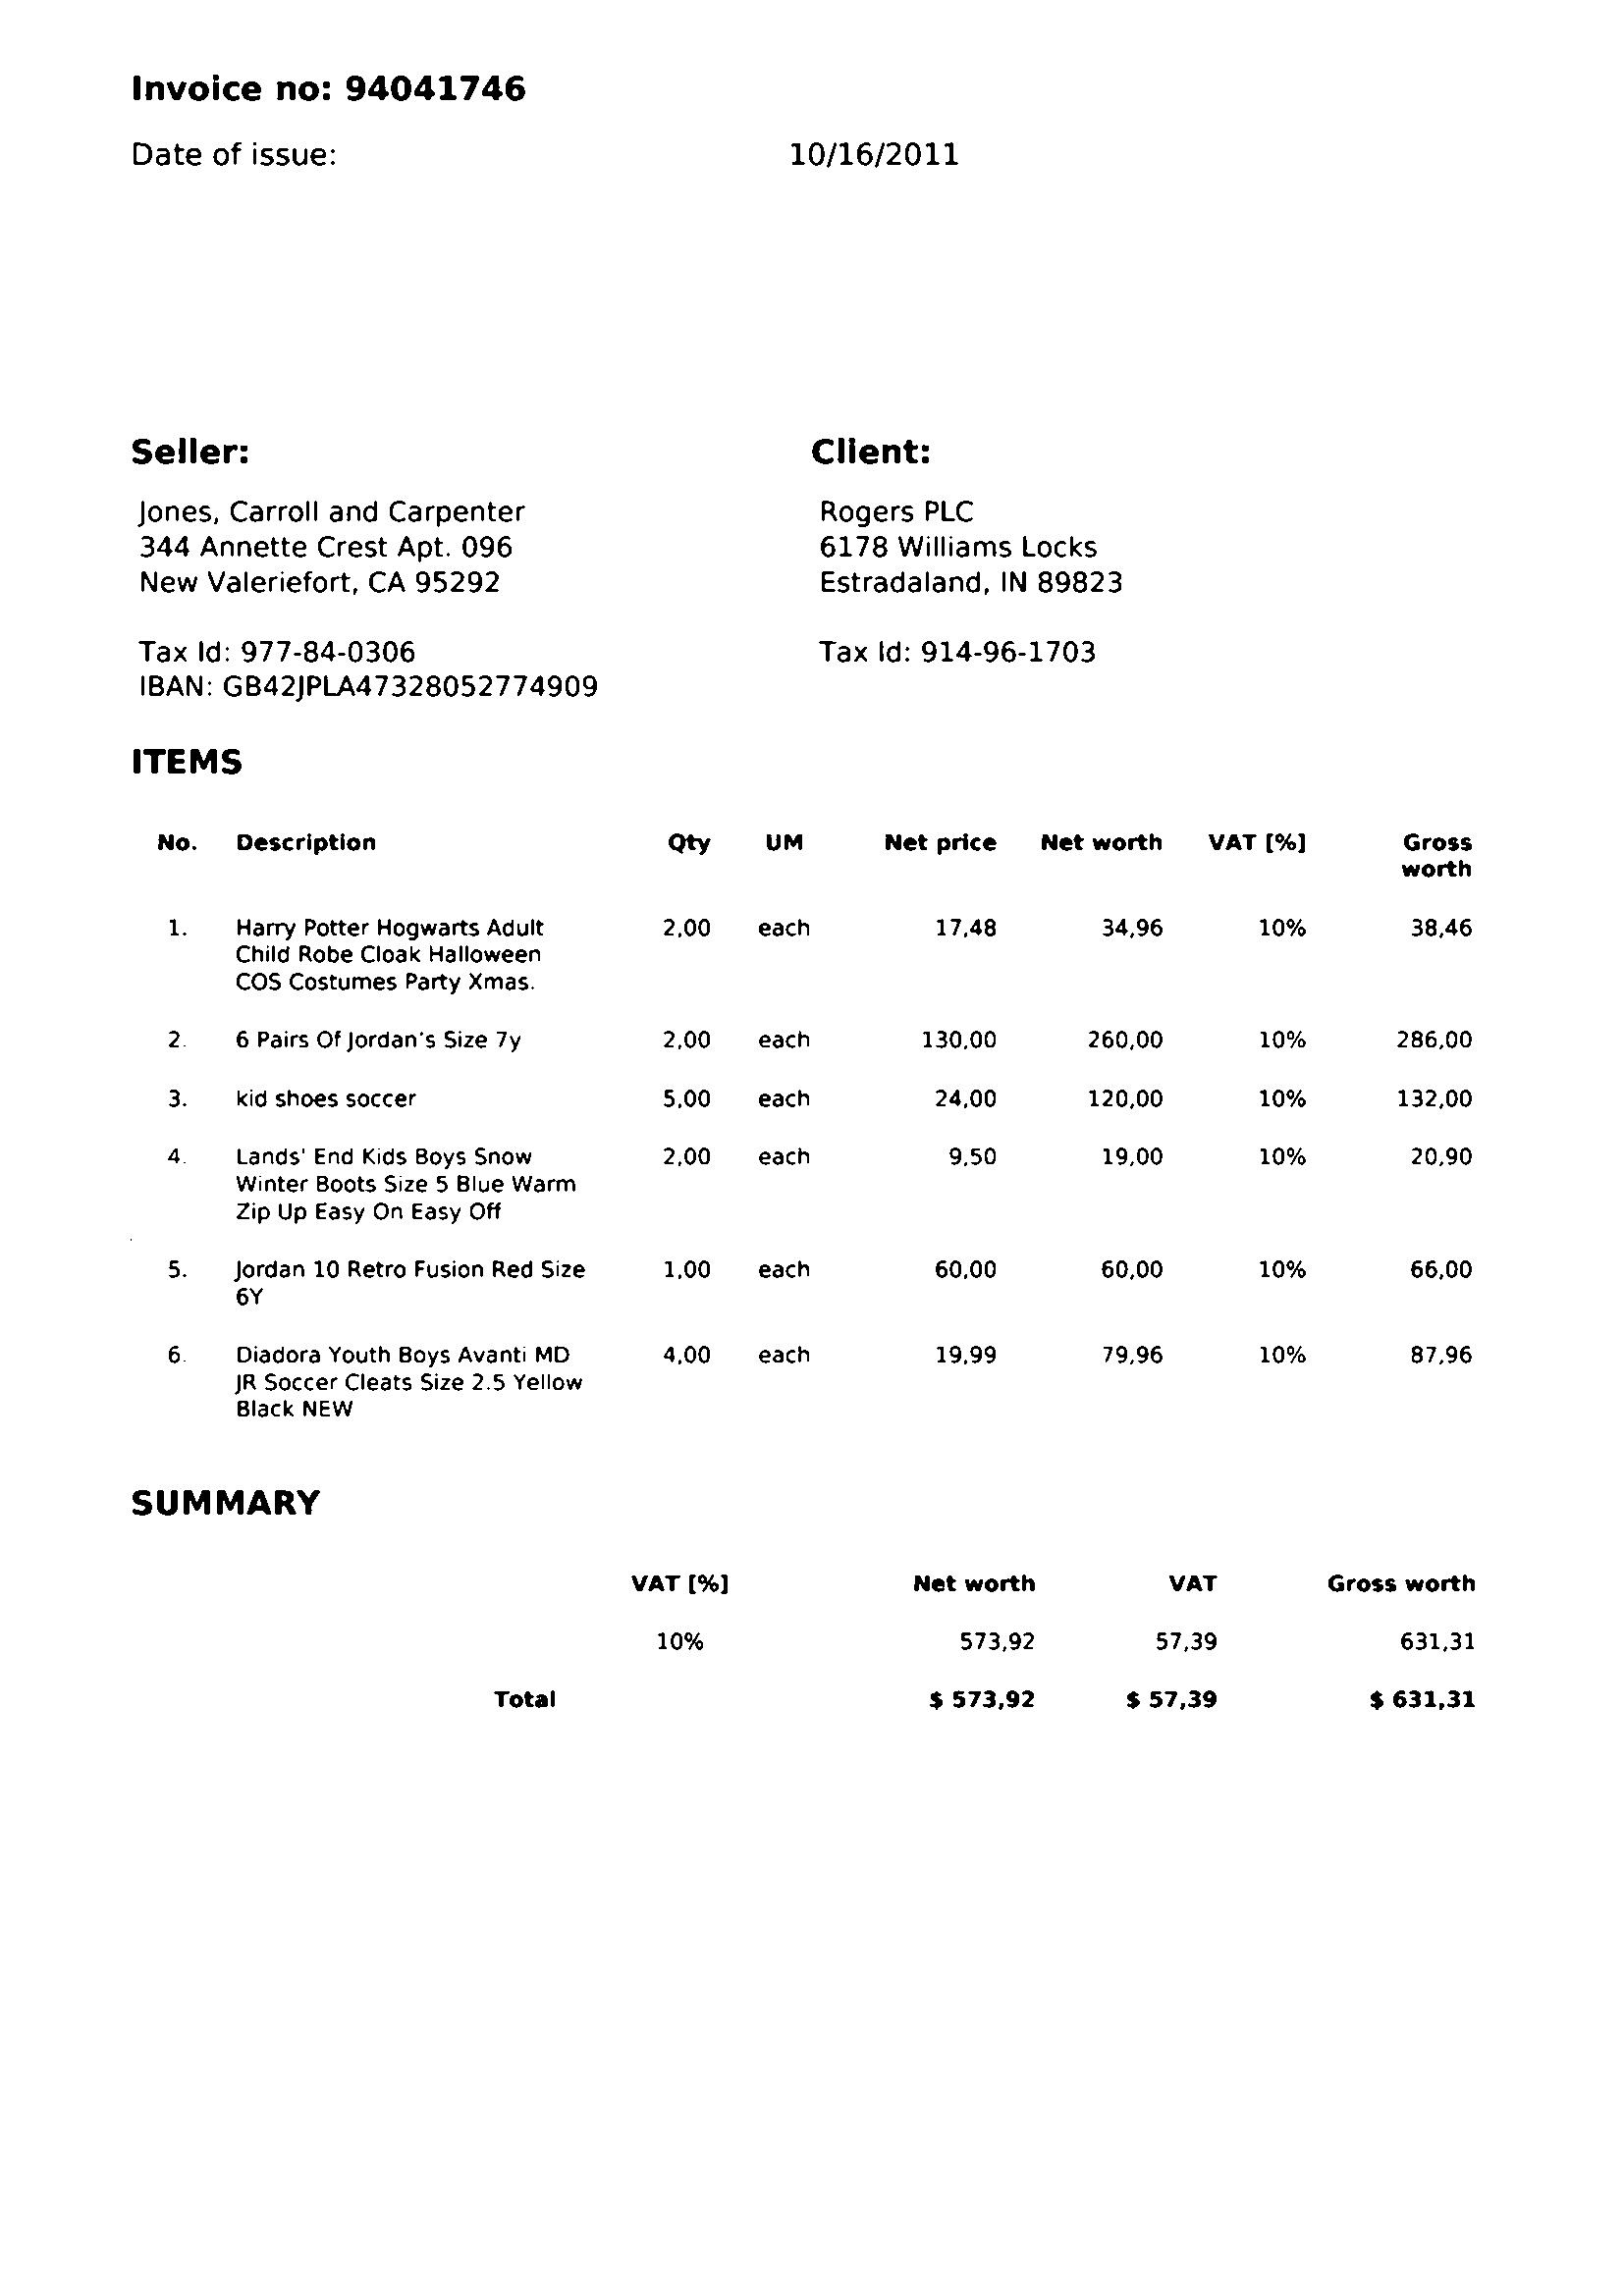 Invoice no: 94041746
Date of issue: 10/16/2011
Seller: Client:
Jones, Carroll and Carpenter Rogers PLC
344 Annette Crest Apt. 096 6178 Williams Locks
New Valeriefort, CA 95292 Estradaland, IN 89823
Tax Id: 977-84-0306 Tax Id: 914-96-1703
IBAN: GB42JPLA47328052774909
ITEMS
No. Description Qty UM Net price Net worth VAT [%] Gross
worth
1. Harry Potter Hogwarts Adult 2,00 each 17,48 34,96 10% 38,46
Child Robe Cloak Halloween
COS Costumes Party Xmas.
2. 6 Pairs Of Jordan's Size 7y 2,00 each 130,00 260,00 10% 286,00
3. kid shoes soccer 5,00 each 24,00 120,00 10% 132,00
4. Lands' End Kids Boys Snow 2,00 each 9,50 19,00 10% 20,90
Winter Boots Size 5 Blue Warm
Zip Up Easy On Easy Off
5. Jordan 10 Retro Fusion Red Size 1,00 each 60,00 60,00 10% 66,00
6Y
6. Diadora Youth Boys Avanti MD 4,00 each 19,99 79,96 10% 87,96
JR Soccer Cleats Size 2.5 Yellow
Black NEW
SUMMARY
VAT [%] Net worth VAT Gross worth
10% 573,92 57,39 631,31
Total $ 573,92 $ 57,39 $ 631,31